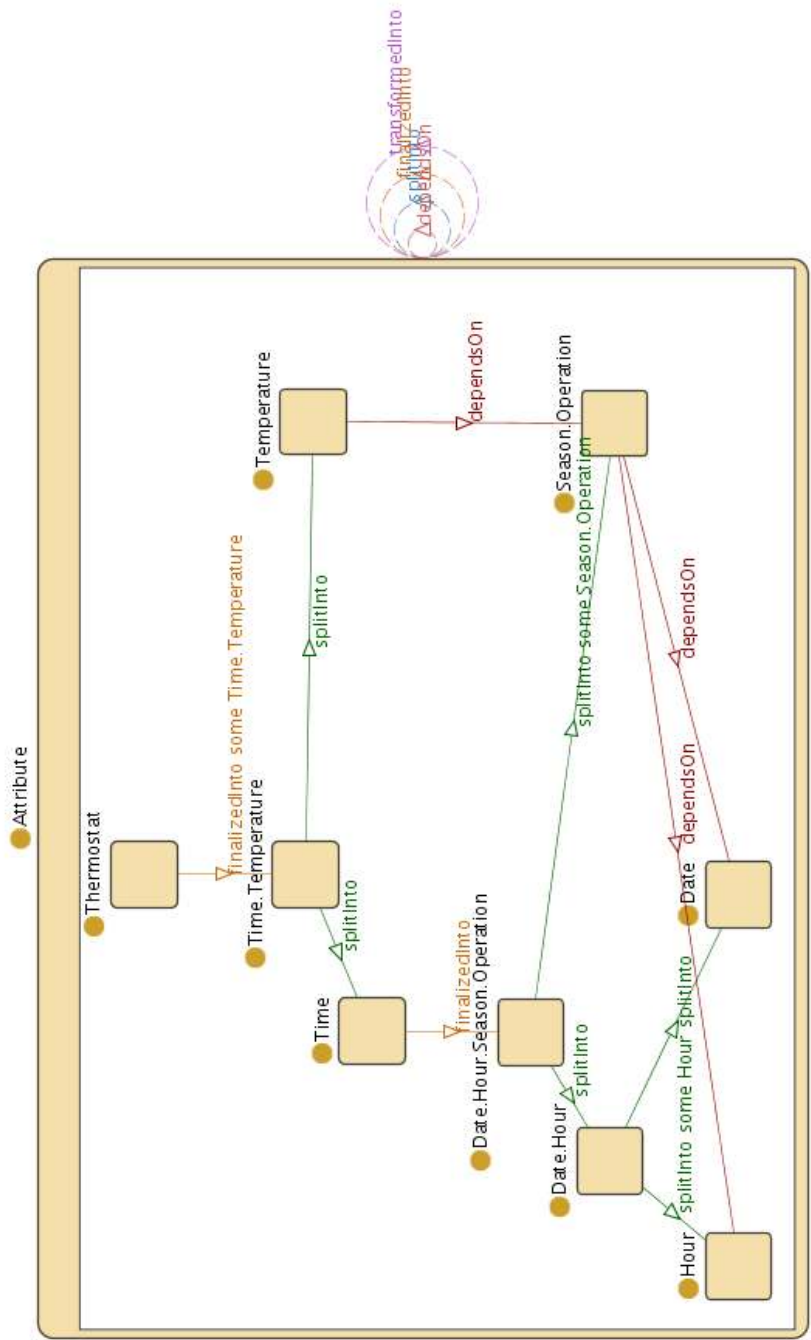 Attribute
Thermostat
finalizedInto some Time.Temperature
Time.Temperature
Temperature
splitInto
splitInto
Time
dependsOn
finalizedInto
Date.Hour.Season.Operation
Season.Operation
splitInto some Season.Operation
splitInto
Date.Hour
dependsOn
dependsOn
splitInto some Hour
splitInto
Date
Hour
transformedInto
finalizedInto
splitInto
dependsOn